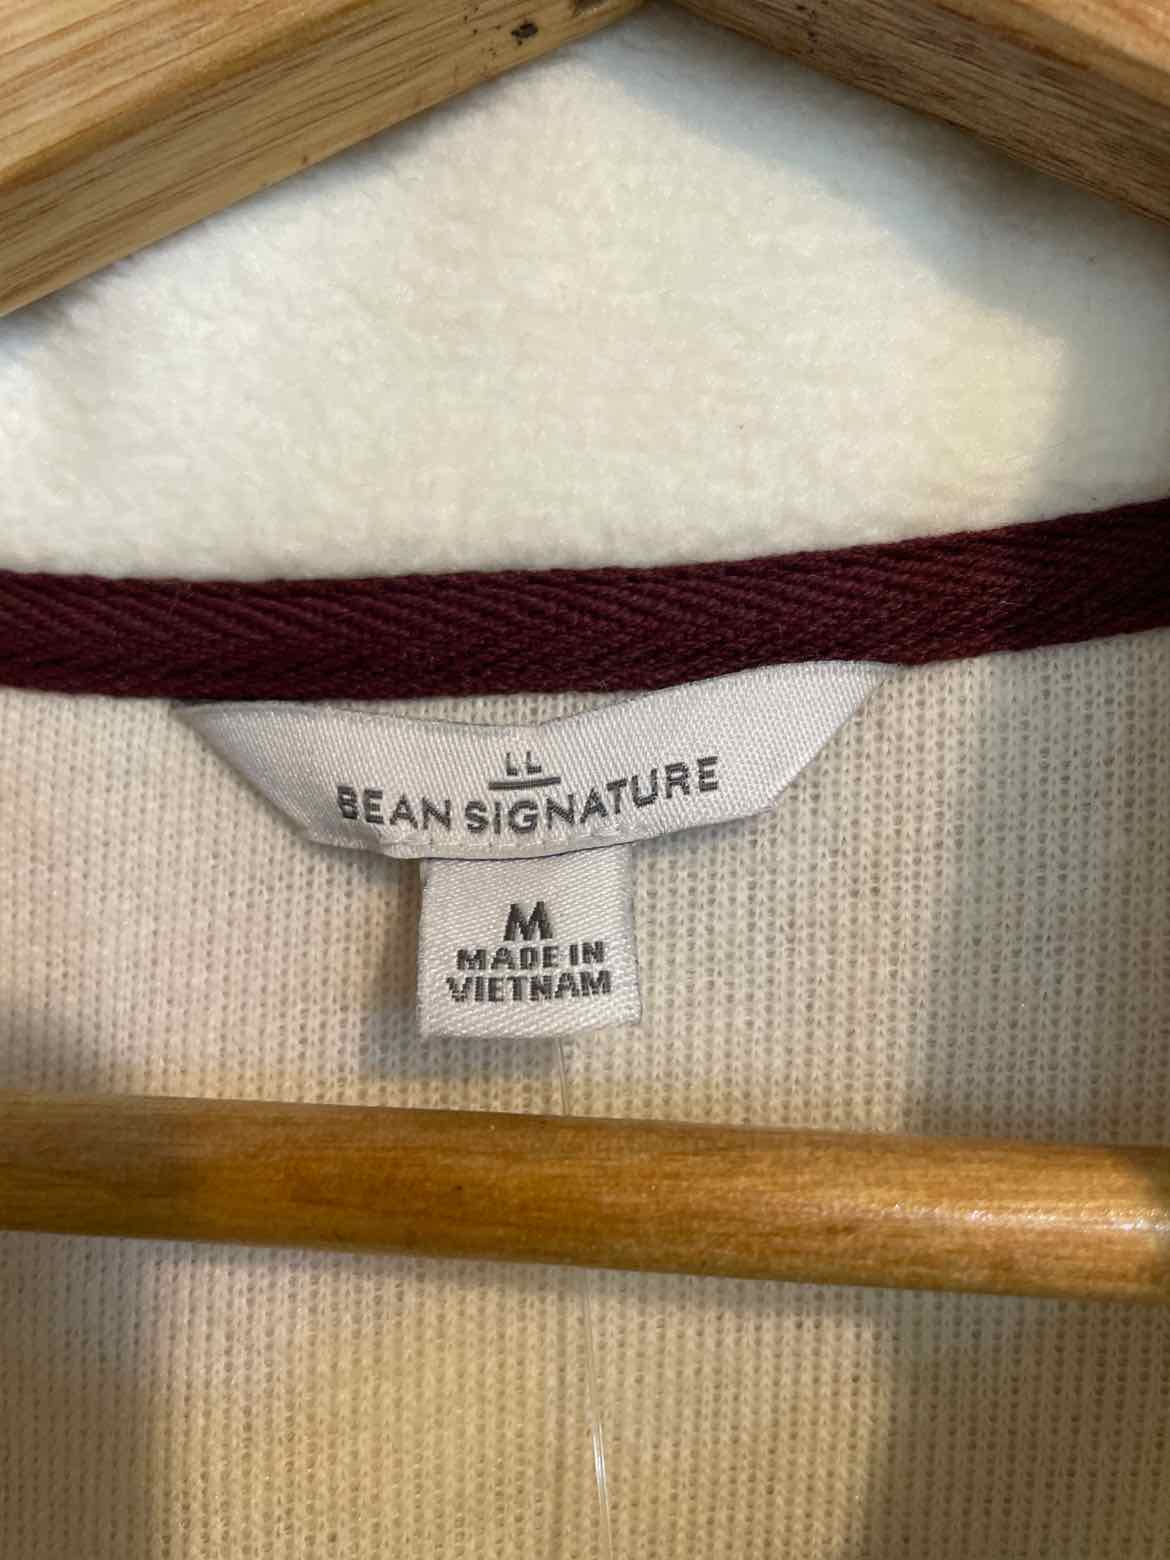 LL
BEAN SIGNATURE
M
MADE IN
VIETNAM